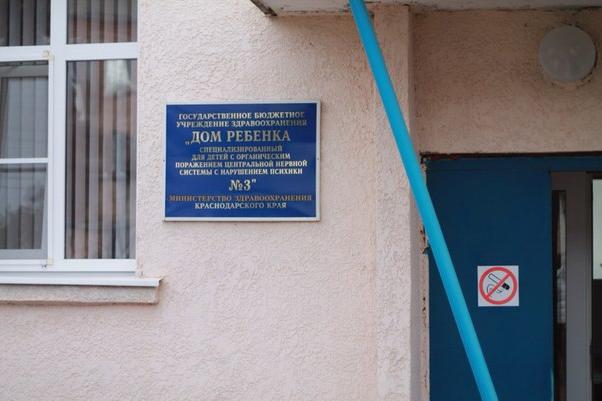 ГОСУДАРСТВЕННОЕ БЮДЖЕТНОЕ
УЧРЕЖДЕНИЕ ЗДРАВООХРАНЕНИЯ
"ДОМ РЕБЕНКА
СПЕЦИАЛИЗИРОВАННЫЙ
ДЛЯ ДЕТЕЙ С ОРГАНИЧЕСКИМ
ПОРАЖЕНИЕМ ЦЕНТРАЛЬНОЙ НЕРВНОЙ
СИСТЕМЫ С НАРУШЕНИЕМ ПСИХИКИ
№3"
МИНИСТЕРСТВО ЗДРАВООХРАНЕНИЯ
КРАСНОДАРСКОГО КРАЯ